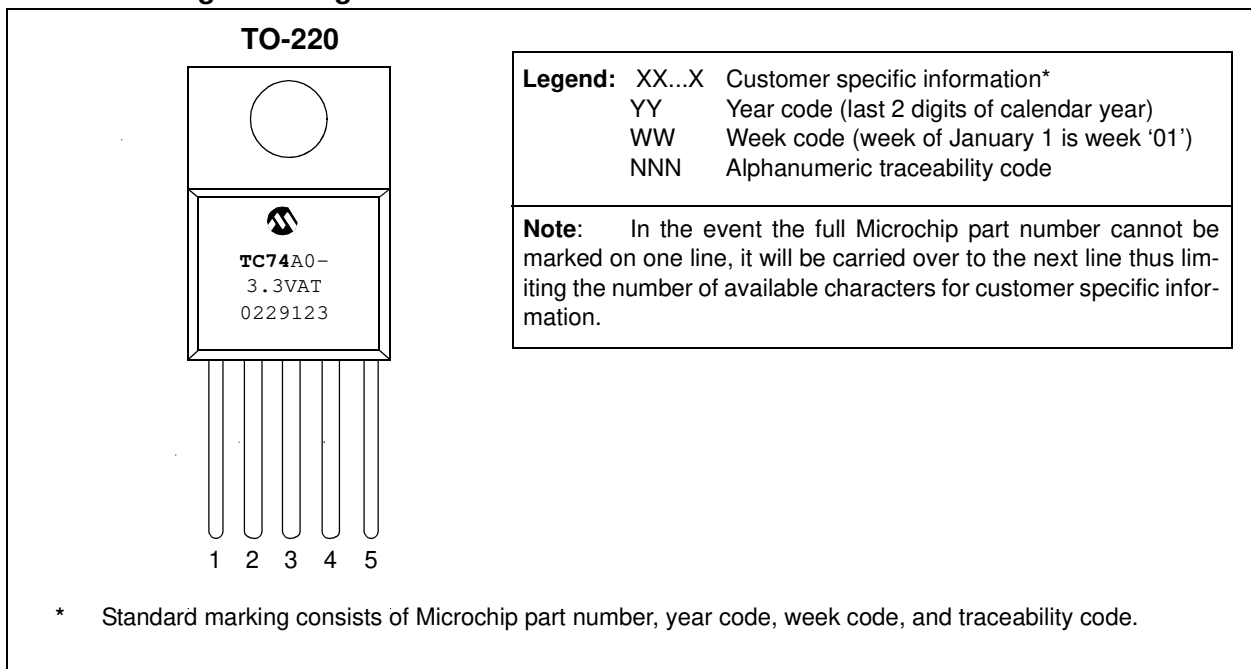 TO-220
TC74A0-
3.3VAT
0229123
1 2 3 4 5
Legend: XX...X Customer specific information*
YY Year code (last 2 digits of calendar year)
WW Week code (week of January 1 is week ‘01’)
NNN Alphanumeric traceability code
Note: In the event the full Microchip part number cannot be
marked on one line, it will be carried over to the next line thus lim-
iting the number of available characters for customer specific infor-
mation.
* Standard marking consists of Microchip part number, year code, week code, and traceability code.